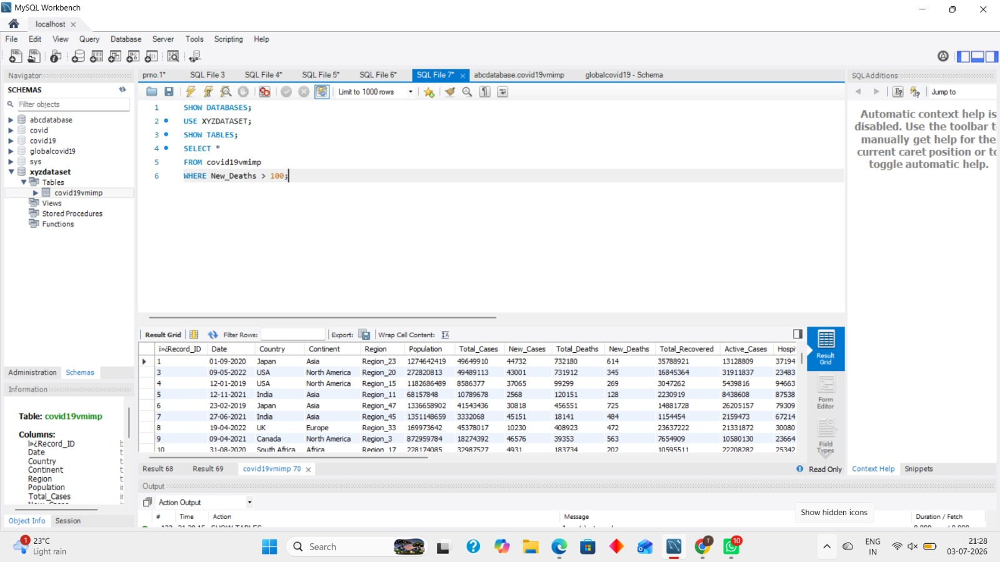 MySQL Workbench
localhost
File Edit View Query Database Server Tools Scripting Help
Navigator
SCHEMAS
Filter objects
abcdatabase
covid
covid19
globalcovid19
sys
xyzdataset
Tables
covid19vmimp
Views
Stored Procedures
Functions
Administration Schemas
Information
Table: covid19vmimp
Columns:
ï»¿Record_ID
Date
Country
Continent
Region
Population
Total_Cases
Object Info Session
prno.1* SQL File 3 SQL File 4* SQL File 5* SQL File 6* SQL File 7* abcdatabase.covid19vmimp globalcovid19 - Schema
Limit to 1000 rows
1 SHOW DATABASES;
2 USE XYZDATASET;
3 SHOW TABLES;
4 SELECT *
5 FROM covid19vmimp
6 WHERE New_Deaths > 100;
Result Grid Filter Rows: Export: Wrap Cell Content:
ï»¿Record_ID Date Country Continent Region Population Total_Cases New_Cases Total_Deaths New_Deaths Total_Recovered Active_Cases Hospi
1 01-09-2020 Japan Asia Region_23 1274642419 49649910 44732 732180 614 35788921 13128809 37194
3 09-05-2022 USA North America Region_20 272820813 49489113 43001 731912 345 16845364 31911837 23483
4 12-01-2019 USA North America Region_15 1182686489 8586377 37065 99299 269 3047262 5439816 94663
5 12-11-2021 India Asia Region_11 68157848 10789678 2568 120151 128 2230919 8438608 87538
6 23-02-2019 Japan Asia Region_47 1336658902 41543436 30818 456551 725 14881728 26205157 79309
7 27-06-2021 India Asia Region_45 1351148659 3332068 45151 18141 484 1154454 2159473 67214
8 19-04-2022 UK Europe Region_33 169973642 45378017 10230 408923 472 23637222 21331872 30080
9 09-04-2021 Canada North America Region_3 872959784 18274392 46576 39353 563 7654909 10580130 23664
10 31-08-2020 South Africa Africa Region_17 228174085 32987527 4931 183734 202 10595511 22208282 25342
Result Grid
Form Editor
Field Types
Result 68 Result 69 covid19vmimp 70 Read Only
Output
Action Output
# Time Action Message Duration / Fetch
SQLAdditions
Jump to
Automatic context help is
disabled. Use the toolbar t
manually get help for the
current caret position or to
toggle automatic help.
Context Help Snippets
Show hidden icons
1
23°C
Light rain
Search
T
10
ENG
IN
21:28
03-07-2026